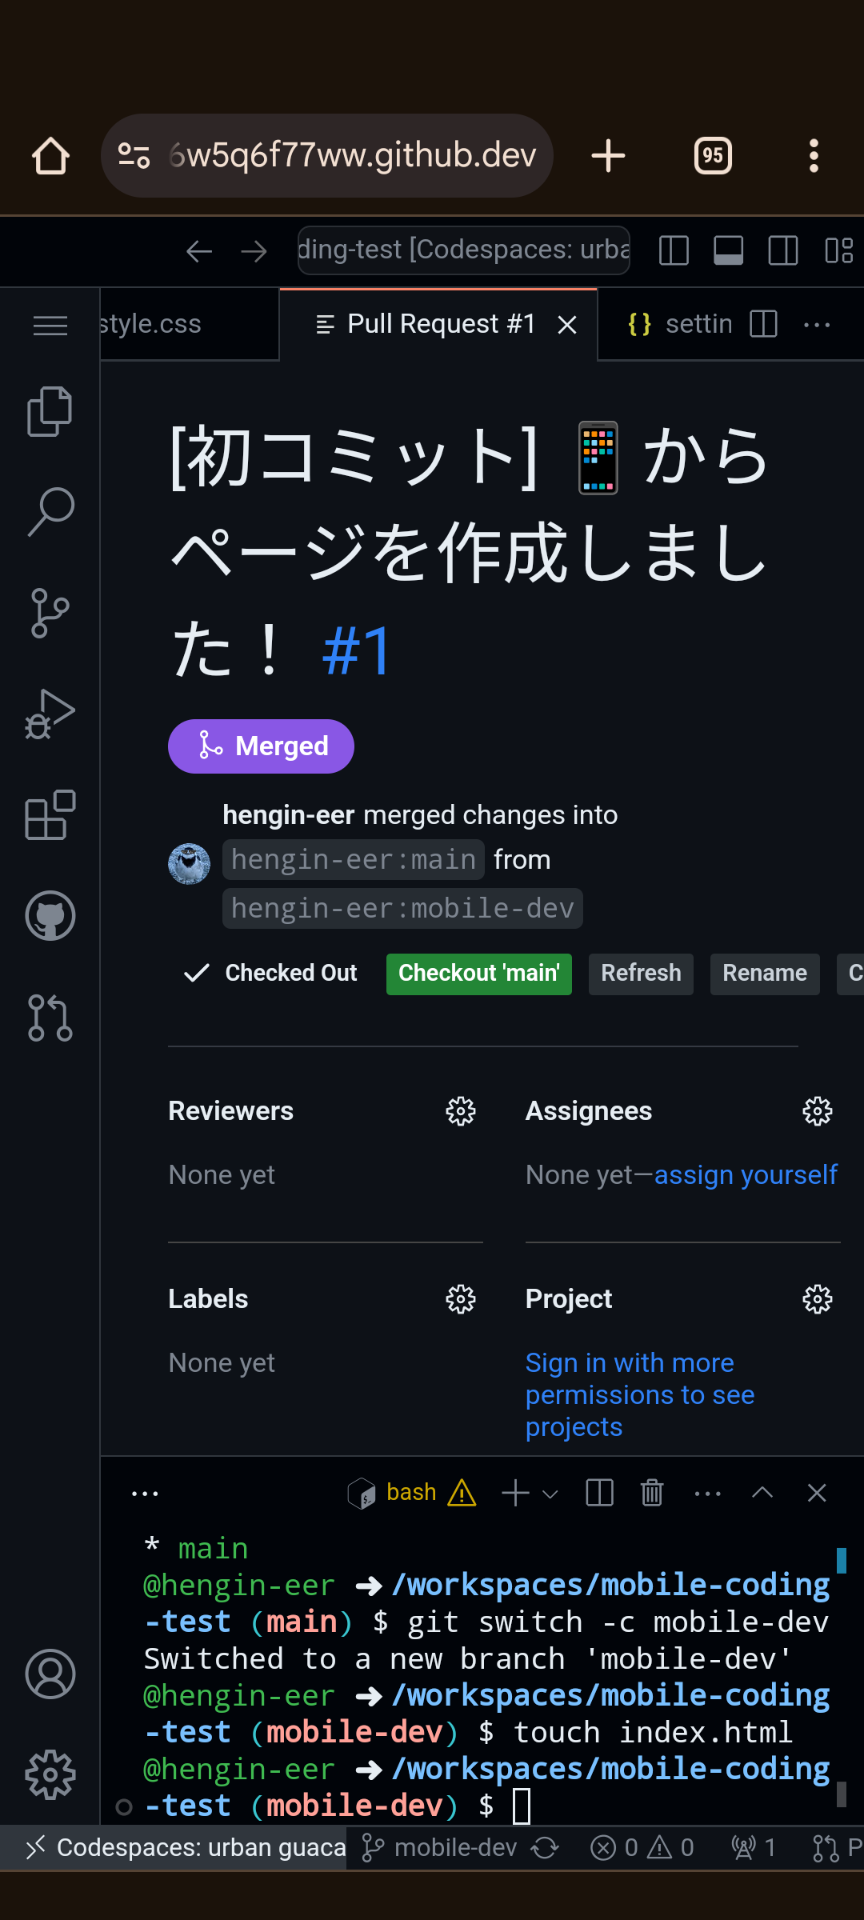 6w5q6f77ww.github.dev
95
ding-test [Codespaces: urba
style.css
Pull Request #1
{} settin
[初コミット] 📱から
ページを作成しまし
た！ #1
Merged
hengin-eer merged changes into
hengin-eer:main from
hengin-eer:mobile-dev
Checked Out
Checkout 'main'
Refresh
Rename
C
Reviewers
Assignees
None yet
None yet—assign yourself
Labels
Project
None yet
Sign in with more
permissions to see
projects
bash
* main
@hengin-eer ➜ /workspaces/mobile-coding
-test (main) $ git switch -c mobile-dev
Switched to a new branch 'mobile-dev'
@hengin-eer ➜ /workspaces/mobile-coding
-test (mobile-dev) $ touch index.html
@hengin-eer ➜ /workspaces/mobile-coding
-test (mobile-dev) $
Codespaces: urban guaca
mobile-dev
0
0
1
P